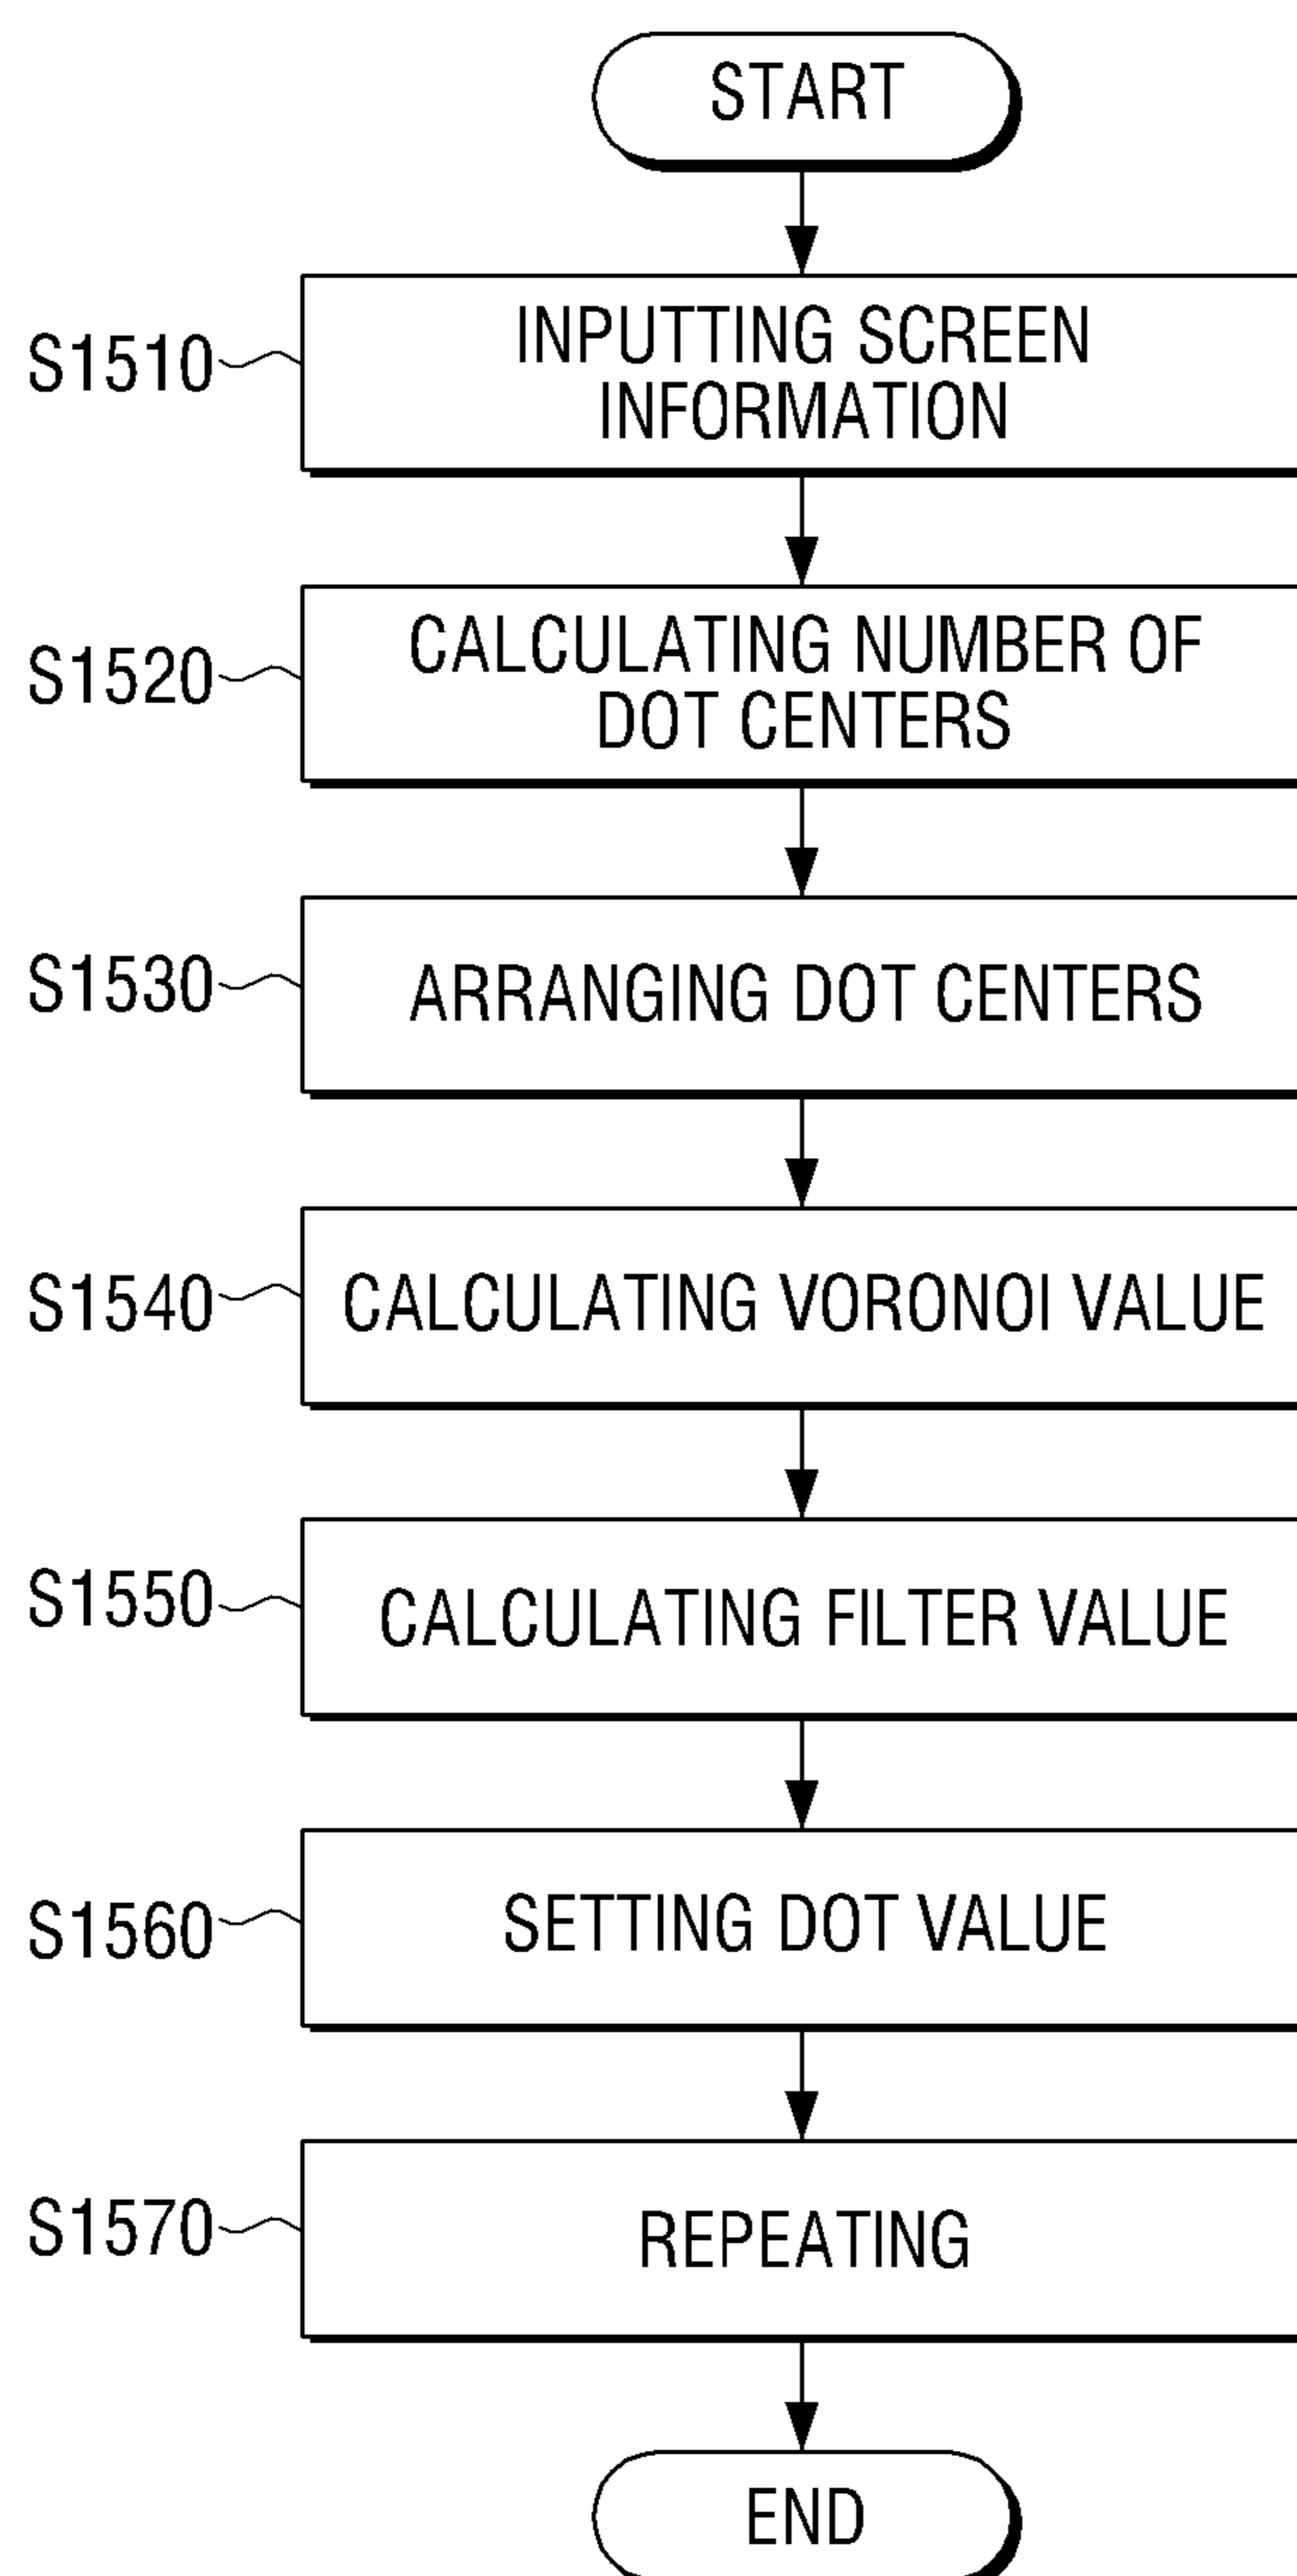 START
S1510
INPUTTING SCREEN
INFORMATION
S1520
CALCULATING NUMBER OF
DOT CENTERS
S1530
ARRANGING DOT CENTERS
S1540
CALCULATING VORONOI VALUE
S1550
CALCULATING FILTER VALUE
S1560
SETTING DOT VALUE
S1570
REPEATING
END